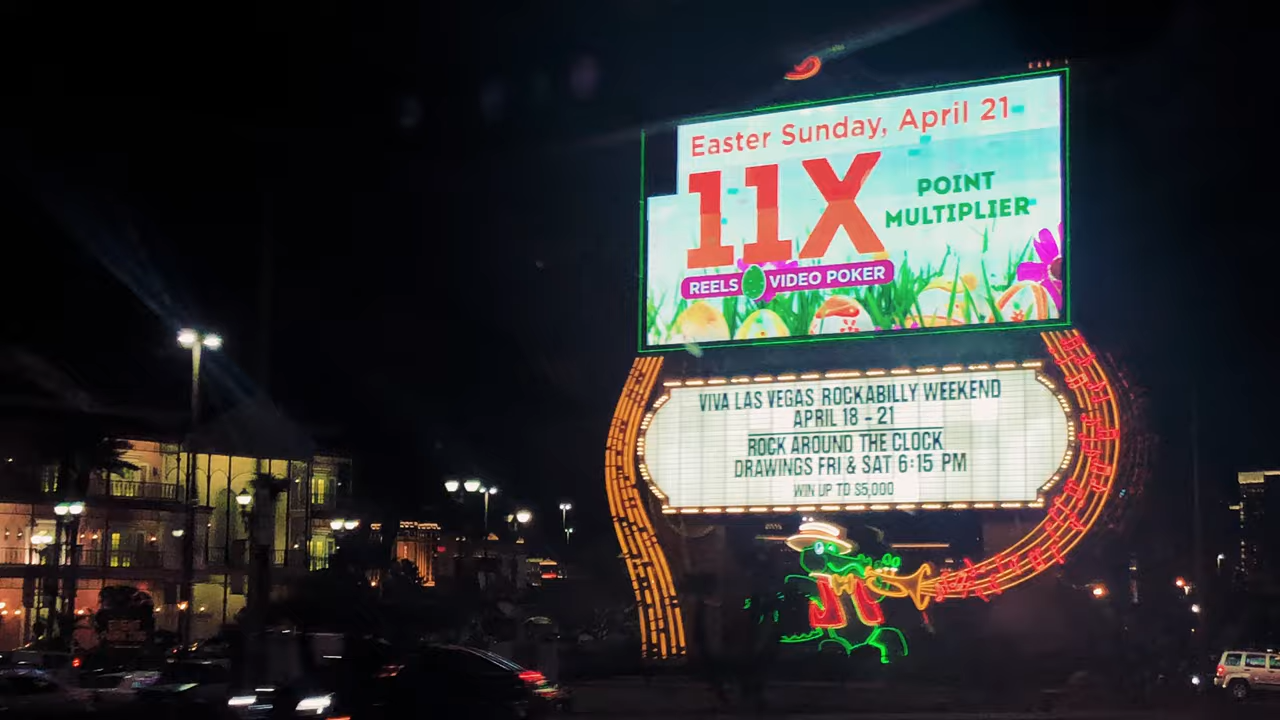 Easter Sunday, April 21
11X
POINT
MULTIPLIER
REELS VIDEO POKER
VIVA LAS VEGAS ROCKABILLY WEEKEND
APRIL 18 - 21
ROCK AROUND THE CLOCK
DRAWINGS FRI & SAT 6:15 PM
WIN UP TO $5,000